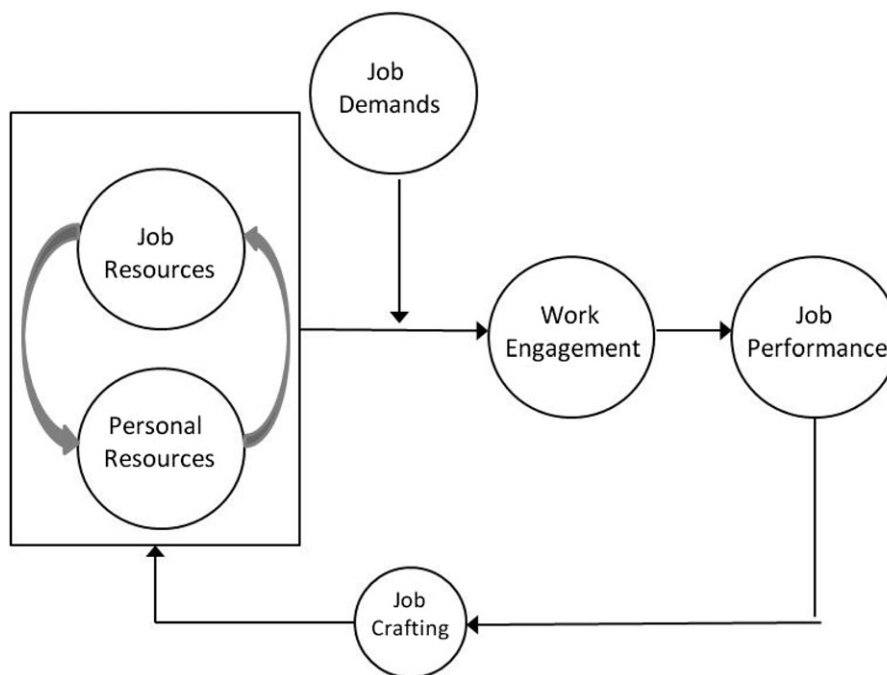 Job
Demands
Job
Resources
Personal
Resources
Work
Engagement
Job
Performance
Job
Crafting